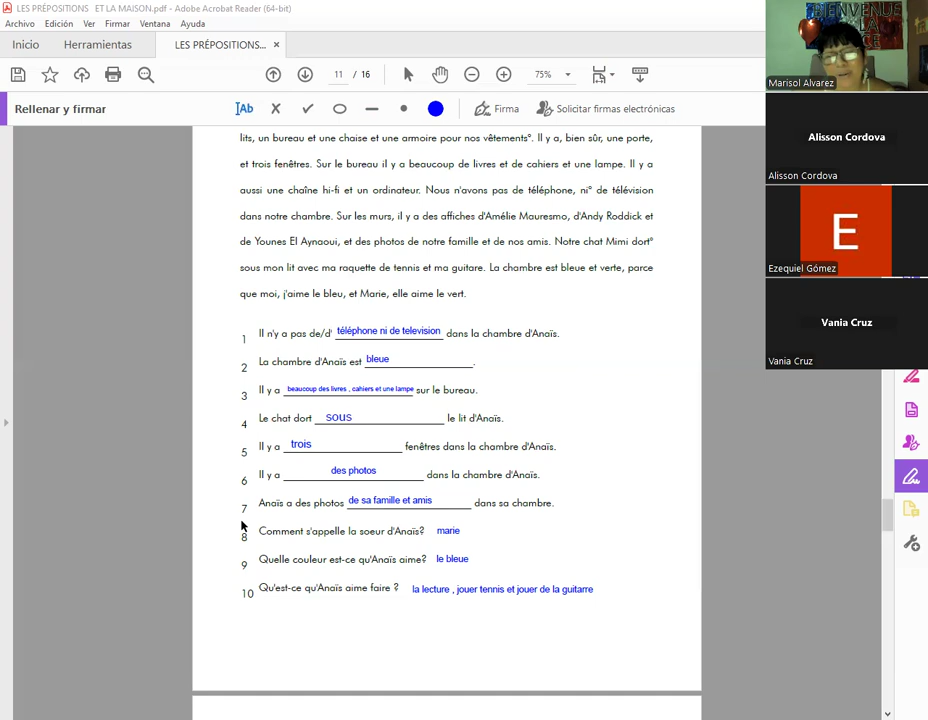 LES PRÉPOSITIONS ET LA MAISON.pdf - Adobe Acrobat Reader (64-bit)
Archivo Edición Ver Firmar Ventana Ayuda
Inicio Herramientas LES PRÉPOSITIONS... ×
11 / 16 75%
Rellenar y firmar Ab Firma Solicitar firmas electrónicas
lits, un bureau et une chaise et une armoire pour nos vêtements°. Il y a, bien sûr, une porte,
et trois fenêtres. Sur le bureau il y a beaucoup de livres et de cahiers et une lampe. Il y a
aussi une chaîne hi-fi et un ordinateur. Nous n'avons pas de téléphone, ni° de télévision
dans notre chambre. Sur les murs, il y a des affiches d'Amélie Mauresmo, d'Andy Roddick et
de Younes El Aynaoui, et des photos de notre famille et de nos amis. Notre chat Mimi dort°
sous mon lit avec ma raquette de tennis et ma guitare. La chambre est bleue et verte, parce
que moi, j'aime le bleu, et Marie, elle aime le vert.
1 Il n'y a pas de/d' téléphone ni de television dans la chambre d'Anaïs.
2 La chambre d'Anaïs est bleue .
3 Il y a beaucoup des livres , cahiers et une lampe sur le bureau.
4 Le chat dort sous le lit d'Anaïs.
5 Il y a trois fenêtres dans la chambre d'Anaïs.
6 Il y a des photos dans la chambre d'Anaïs.
7 Anaïs a des photos de sa famille et amis dans sa chambre.
8 Comment s'appelle la soeur d'Anaïs? marie
9 Quelle couleur est-ce qu'Anaïs aime? le bleue
10 Qu'est-ce qu'Anaïs aime faire ? la lecture , jouer tennis et jouer de la guitarre
BIENVENUE
LA
CE
Marisol Alvarez
Alisson Cordova
Alisson Cordova
E
Ezequiel Gómez
Vania Cruz
Vania Cruz